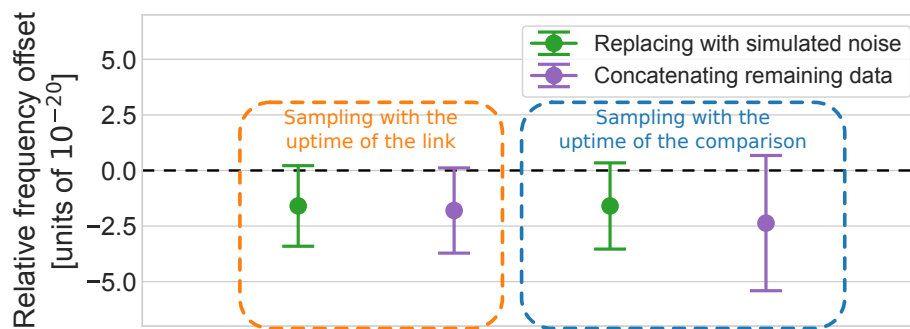 Relative frequency offset
[units of 10⁻²⁰]
5.0
2.5
0.0
−2.5
−5.0
Replacing with simulated noise
Concatenating remaining data
Sampling with the
uptime of the link
Sampling with the
uptime of the comparison